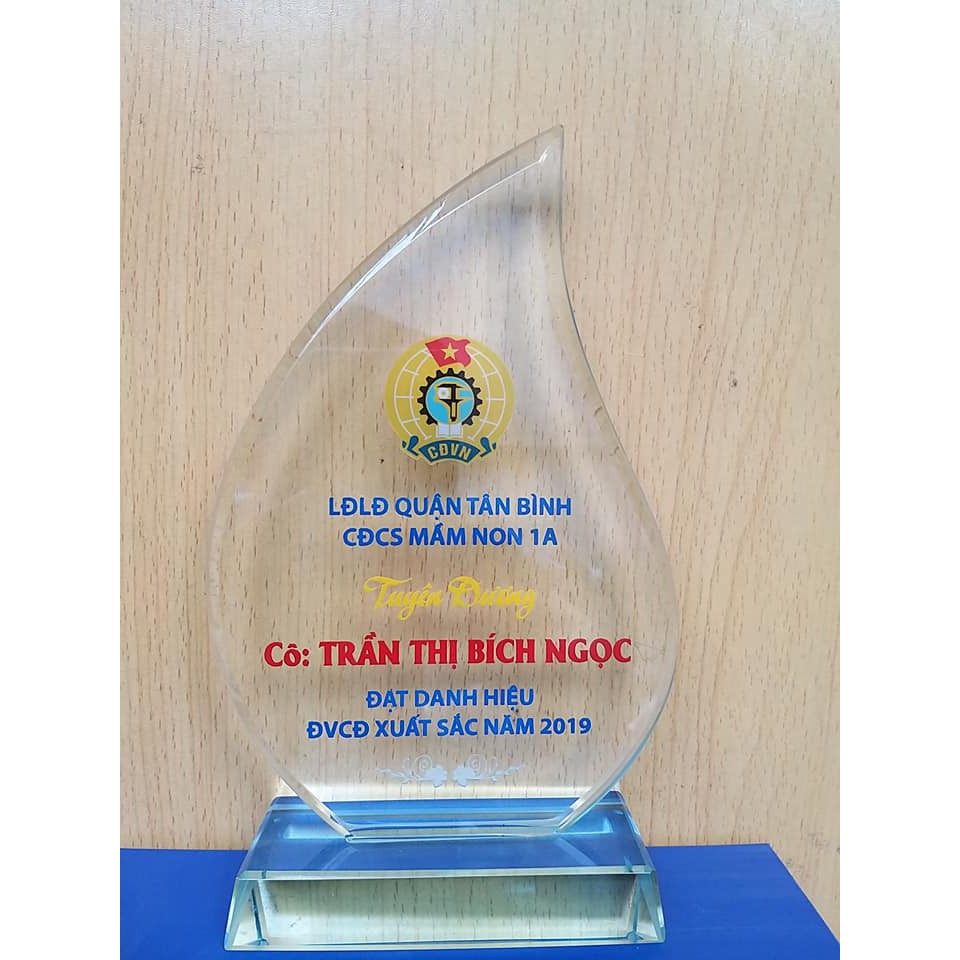 CĐVN
LĐLĐ QUẬN TÂN BÌNH
CĐCS MẦM NON 1A
Tuyên Dương
Cô: TRẦN THỊ BÍCH NGỌC
ĐẠT DANH HIỆU
ĐVCĐ XUẤT SẮC NĂM 2019